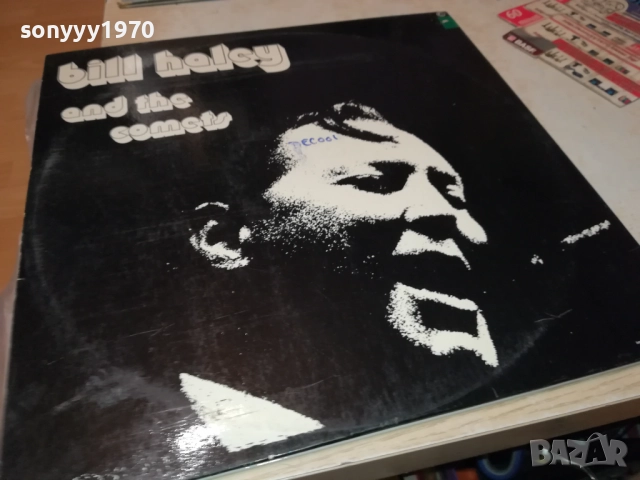 sonyyy1970
bill haley
and the
comets
BAZAR